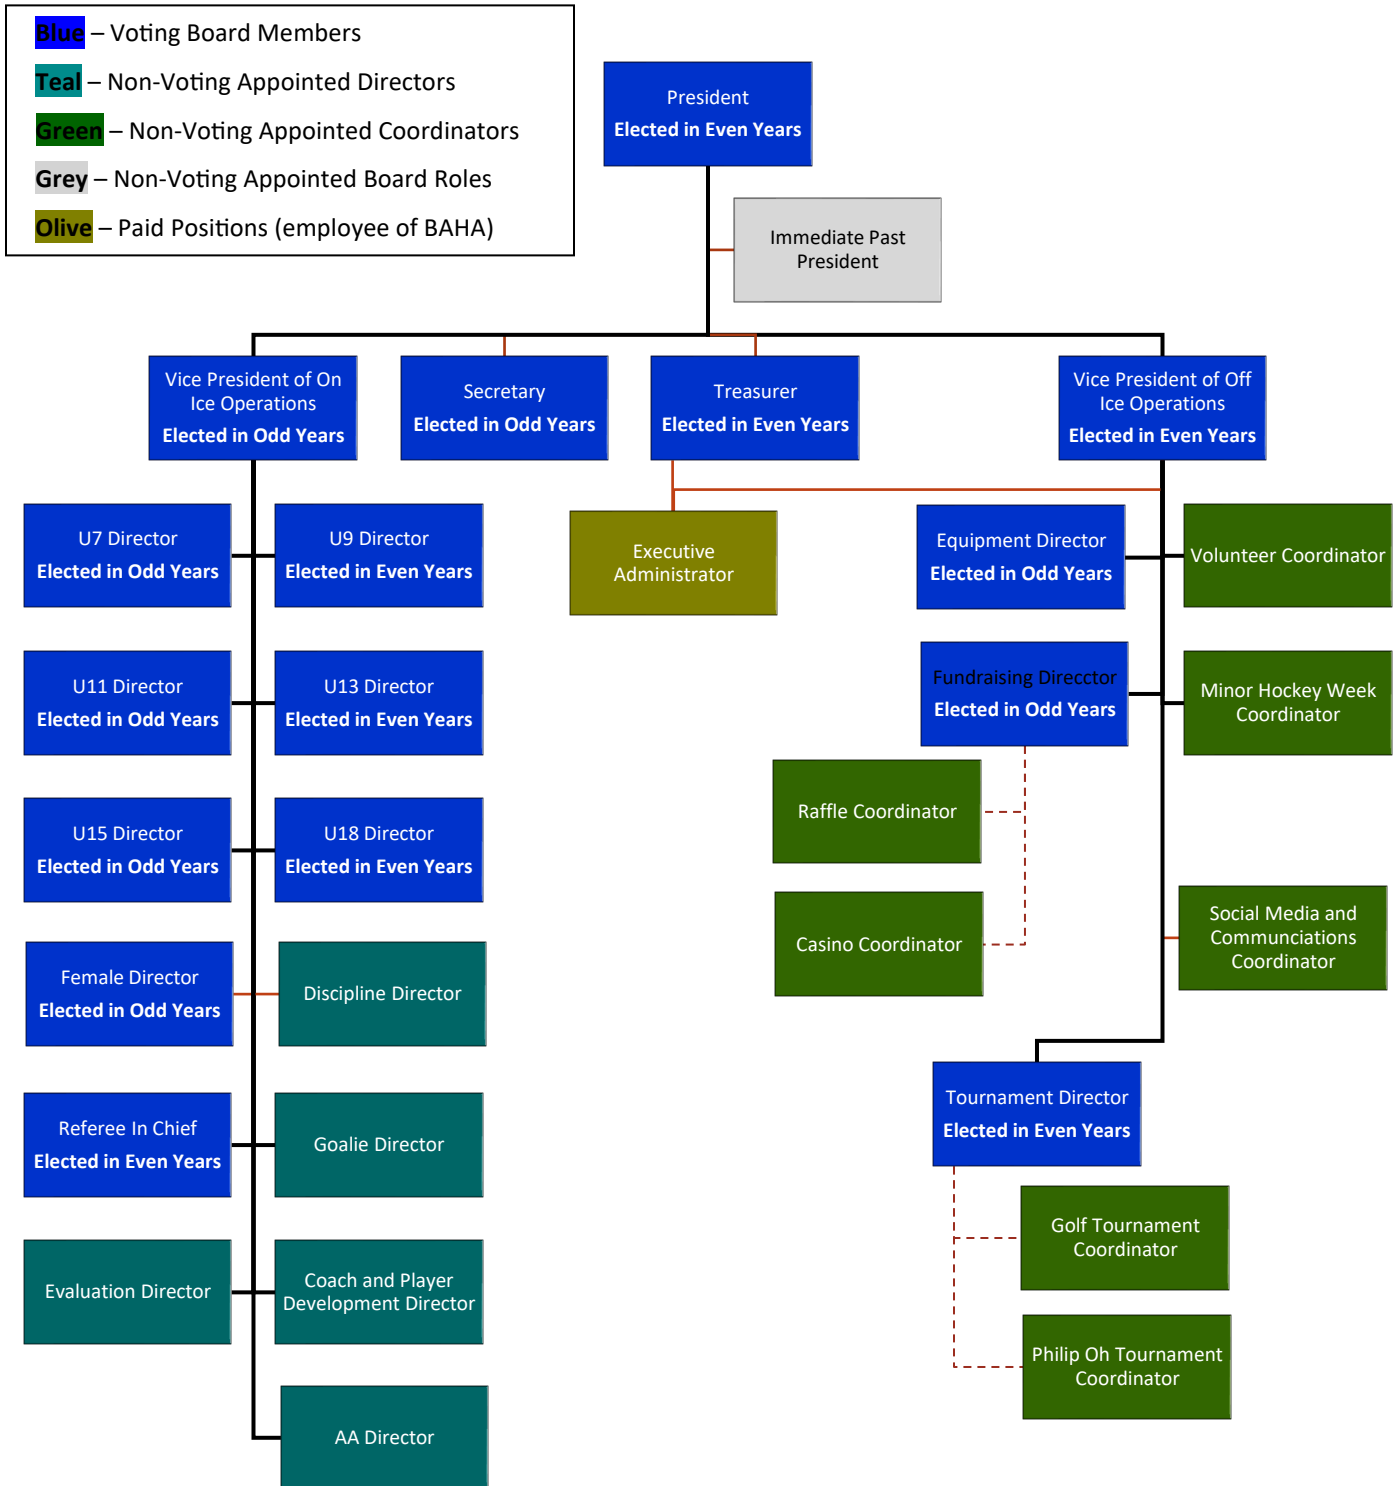 Blue – Voting Board Members
Teal – Non-Voting Appointed Directors
Green – Non-Voting Appointed Coordinators
Grey – Non-Voting Appointed Board Roles
Olive – Paid Positions (employee of BAHA)
President
Elected in Even Years
Immediate Past
President
Vice President of On
Ice Operations
Elected in Odd Years
Secretary
Elected in Odd Years
Treasurer
Elected in Even Years
Vice President of Off
Ice Operations
Elected in Even Years
U7 Director
Elected in Odd Years
U9 Director
Elected in Even Years
Executive
Administrator
Equipment Director
Elected in Odd Years
Volunteer Coordinator
U11 Director
Elected in Odd Years
U13 Director
Elected in Even Years
Fundraising Direcctor
Elected in Odd Years
Minor Hockey Week
Coordinator
Raffle Coordinator
U15 Director
Elected in Odd Years
U18 Director
Elected in Even Years
Casino Coordinator
Social Media and
Communciations
Coordinator
Female Director
Elected in Odd Years
Discipline Director
Referee In Chief
Elected in Even Years
Goalie Director
Tournament Director
Elected in Even Years
Golf Tournament
Coordinator
Evaluation Director
Coach and Player
Development Director
Philip Oh Tournament
Coordinator
AA Director